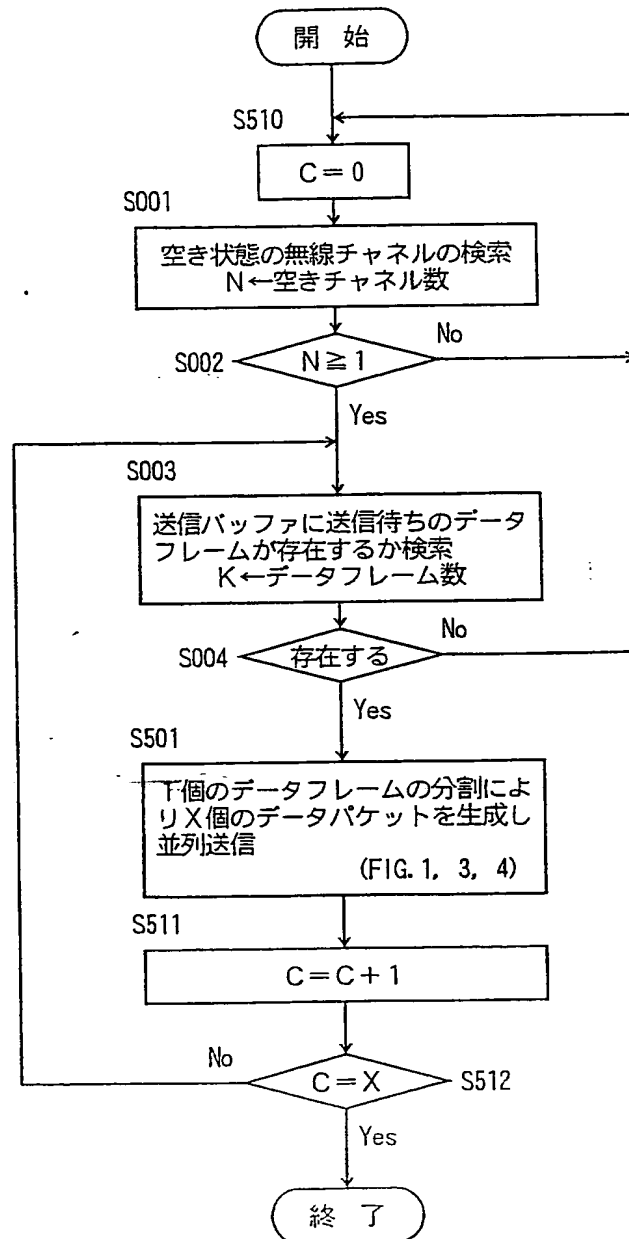 開 始
S510
C=0
S001
空き状態の無線チャネルの検索
N←空きチャネル数
No
S002
N≧1
Yes
S003
送信バッファに送信待ちのデータ
フレームが存在するか検索
K←データフレーム数
No
S004
存在する
Yes
S501
T個のデータフレームの分割によ
りX個のデータパケットを生成し
並列送信
(FIG.1, 3, 4)
S511
C=C+1
No
C=X
S512
Yes
終 了